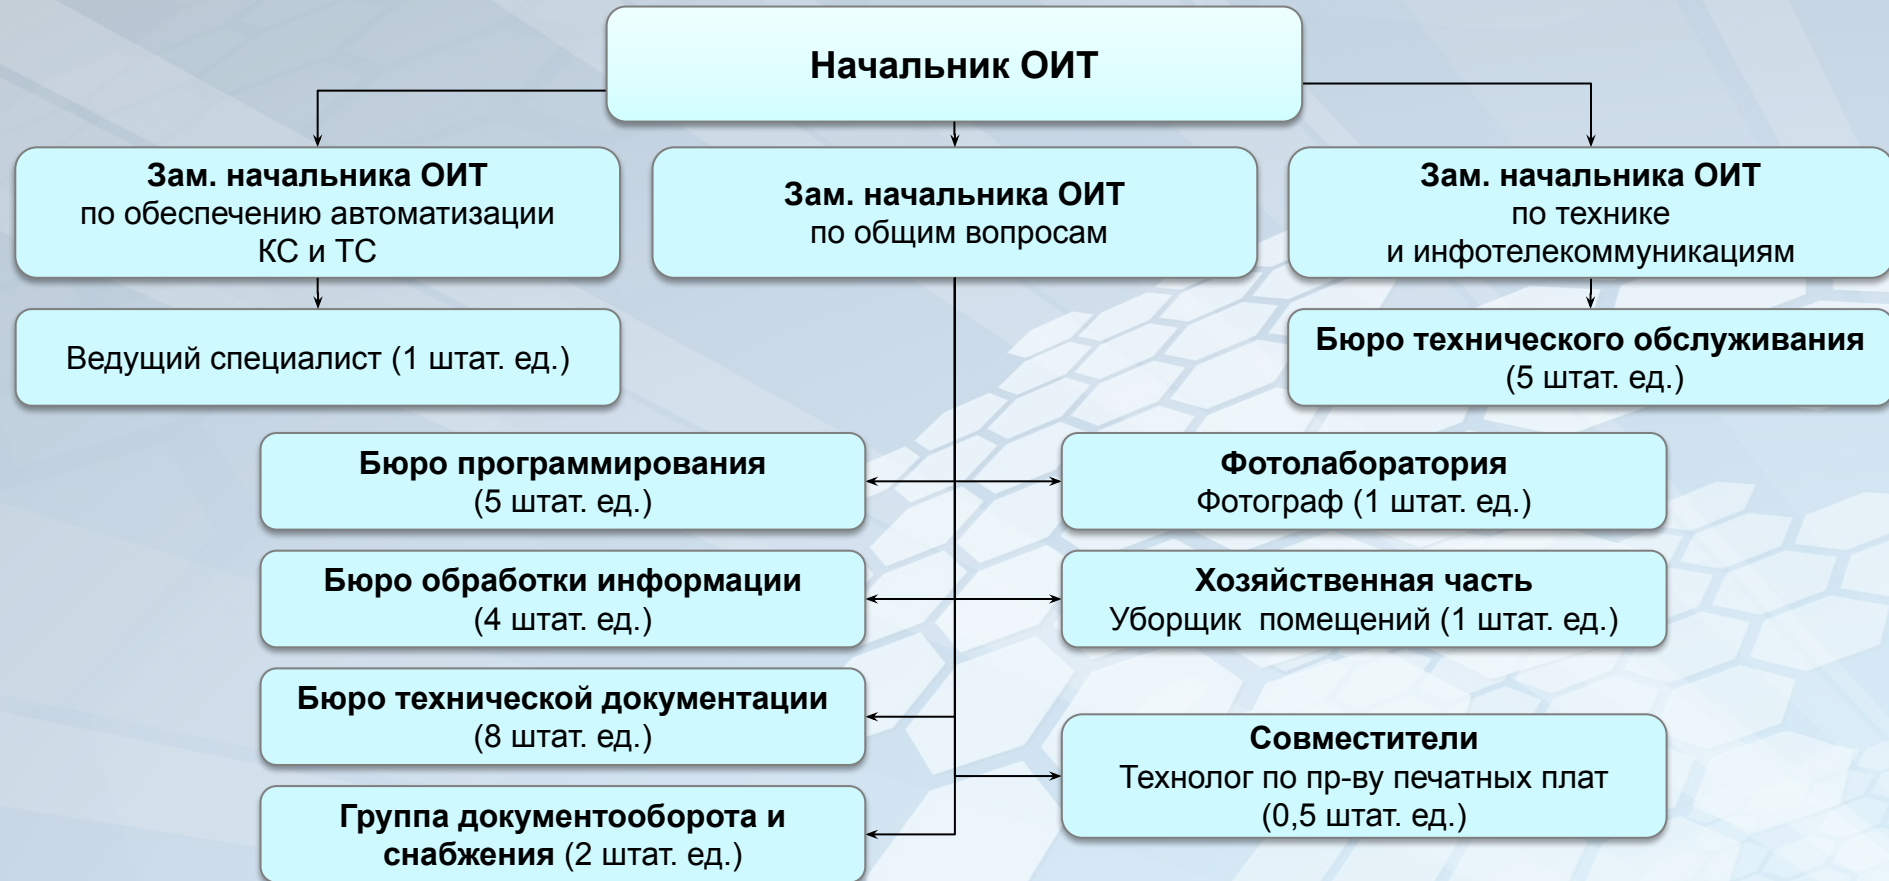 Начальник ОИТ
Зам. начальника ОИТ
по обеспечению автоматизации
КС и ТС
Зам. начальника ОИТ
по общим вопросам
Зам. начальника ОИТ
по технике
и инфотелекоммуникациям
Ведущий специалист (1 штат. ед.)
Бюро технического обслуживания
(5 штат. ед.)
Бюро программирования
(5 штат. ед.)
Фотолаборатория
Фотограф (1 штат. ед.)
Бюро обработки информации
(4 штат. ед.)
Хозяйственная часть
Уборщик  помещений (1 штат. ед.)
Бюро технической документации
(8 штат. ед.)
Совместители
Технолог по пр-ву печатных плат
(0,5 штат. ед.)
Группа документооборота и
снабжения (2 штат. ед.)